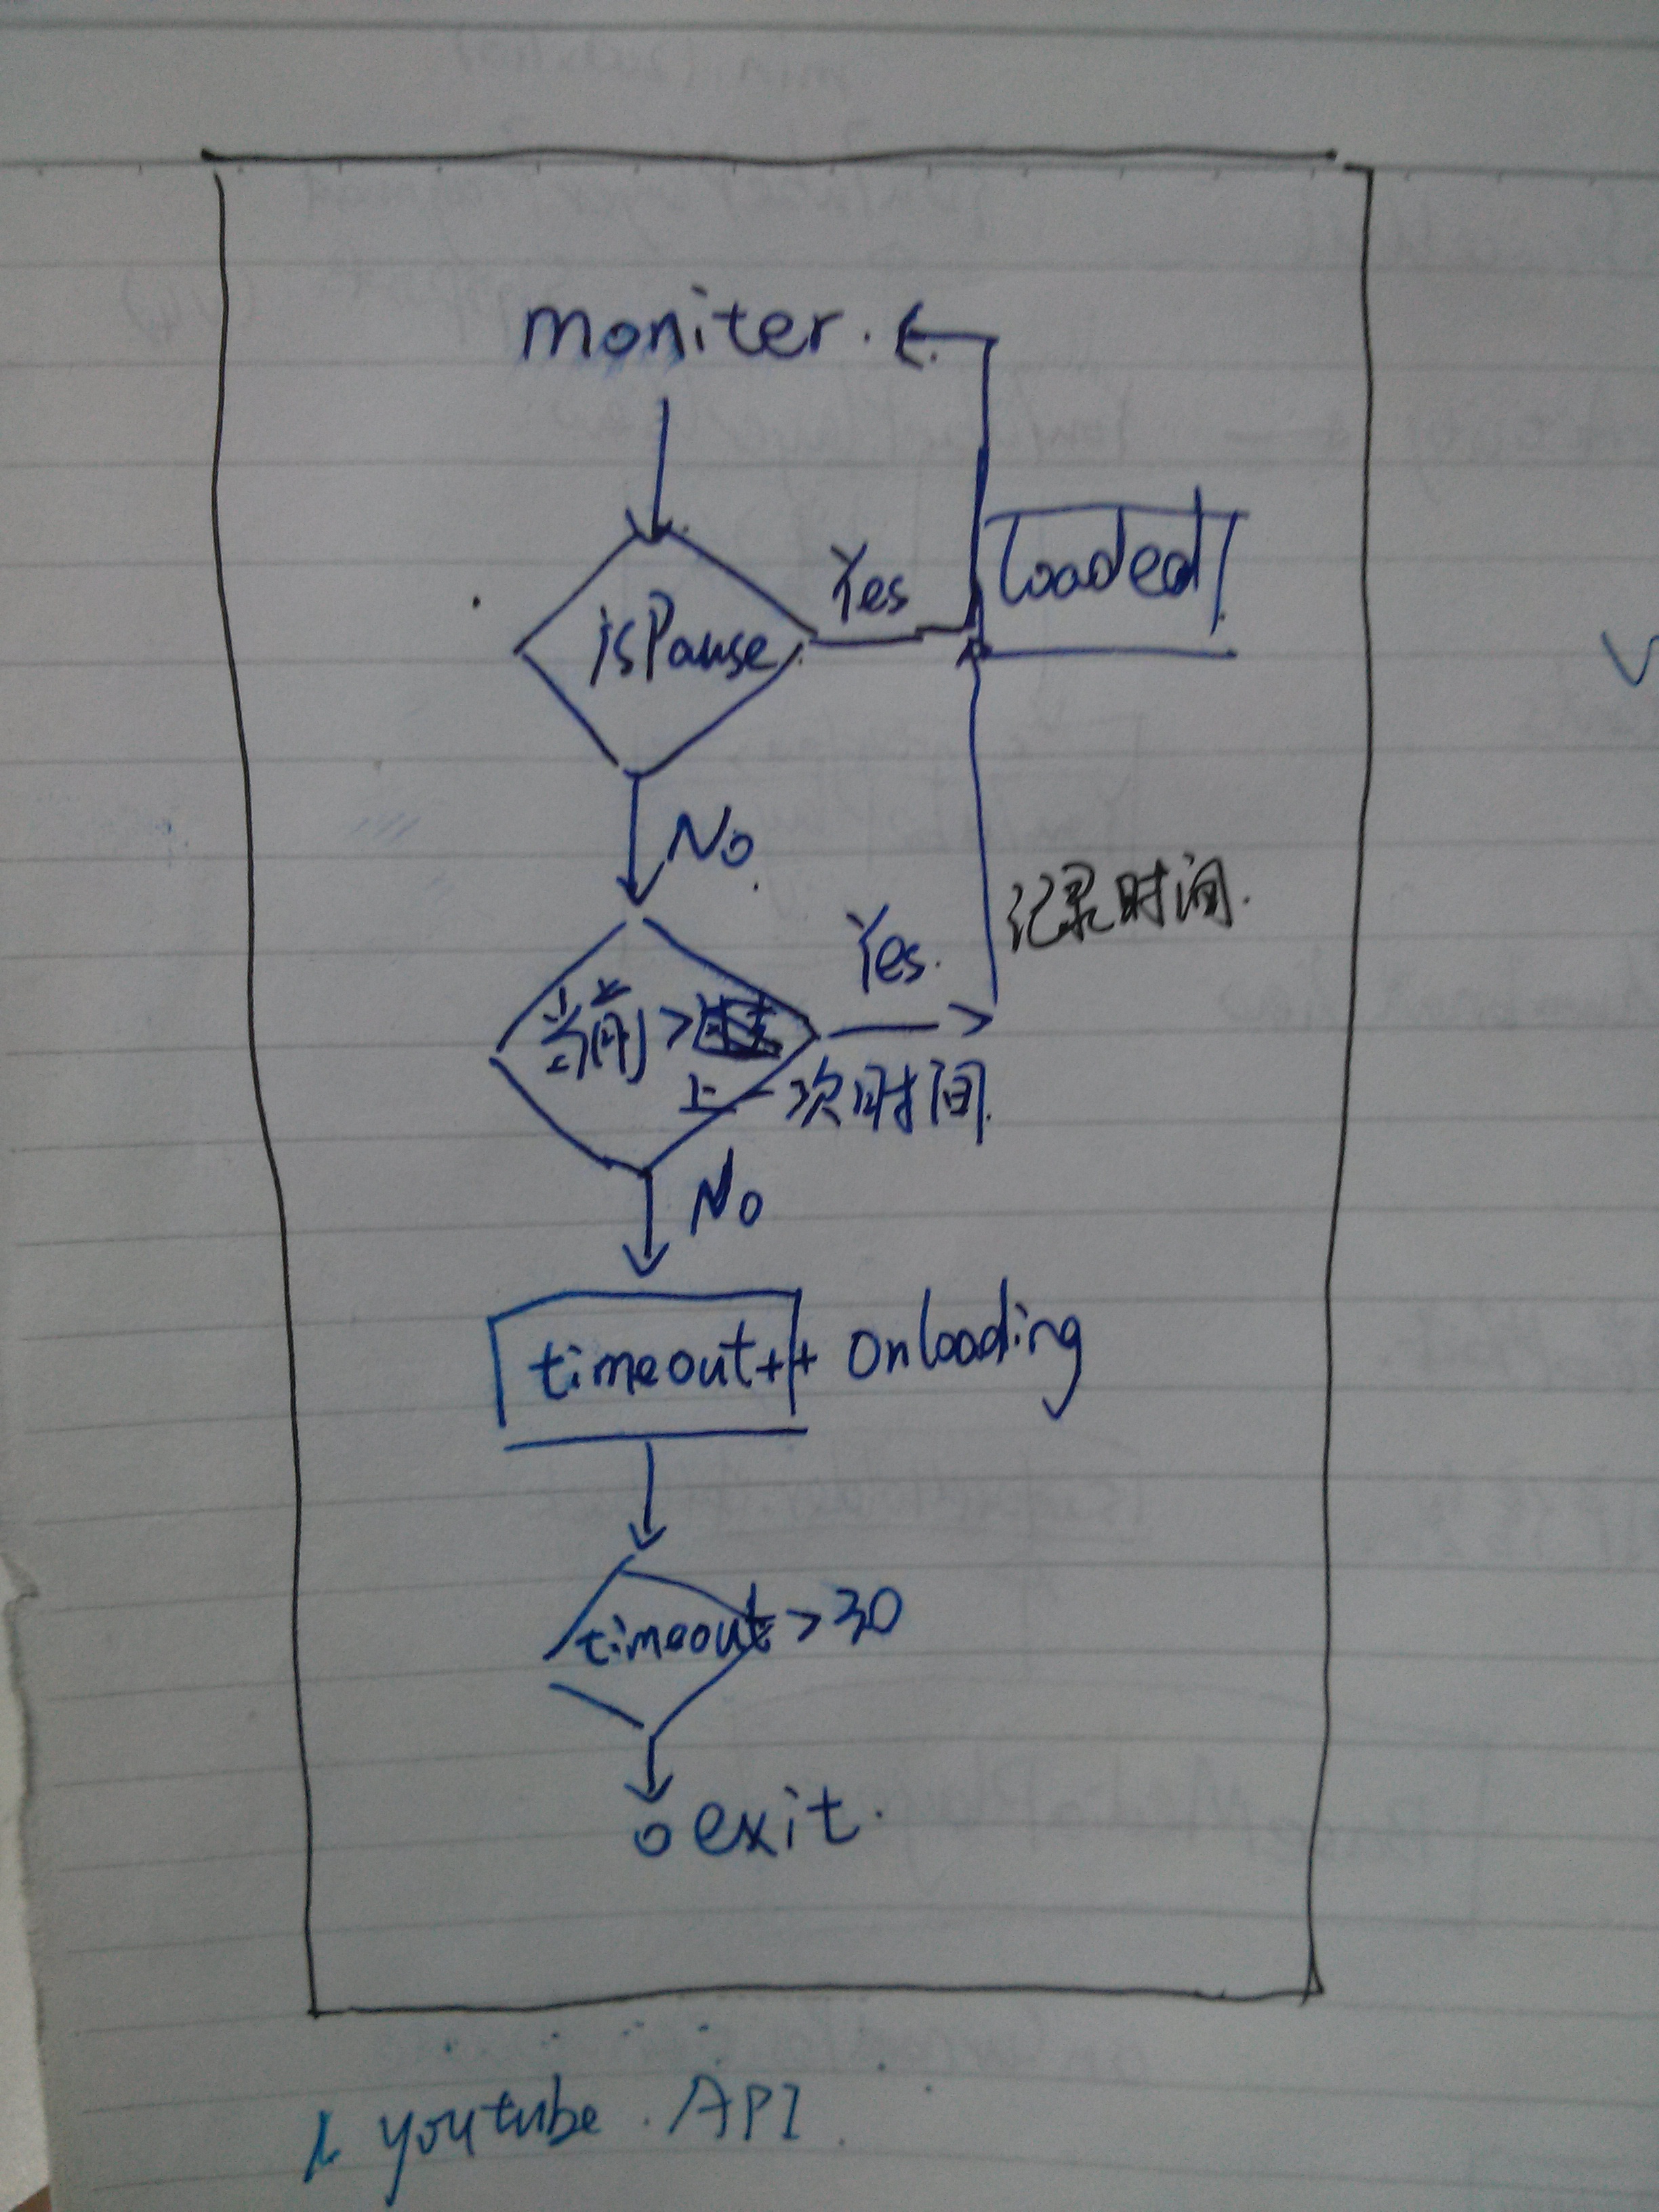 moniter.
Yes
loaded
isPause
No
记录时间.
Yes.
当前>
上一次时间.
No
timeout++ onloading
timeout>30
exit.
1. youtube. API